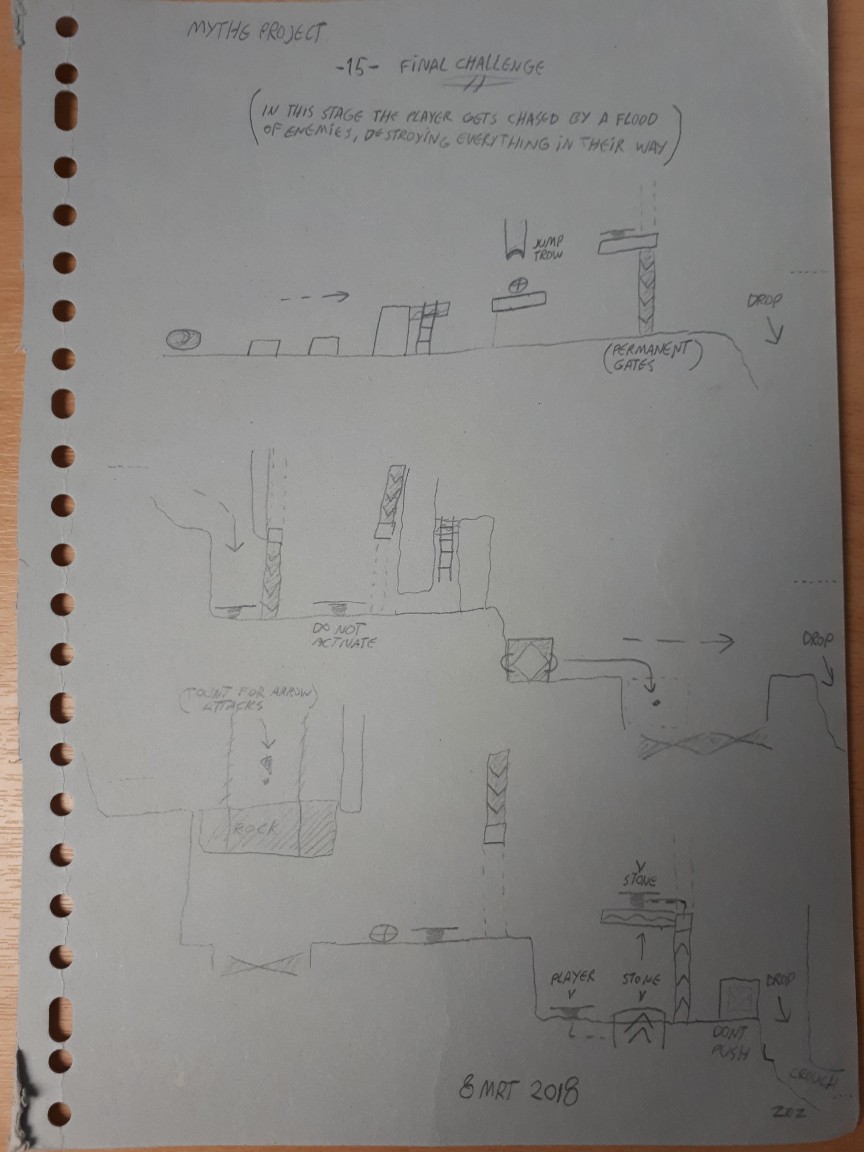 MYTHE PROJECT
-15- FINAL CHALLENGE
(IN THIS STAGE THE PLAYER GETS CHASED BY A FLOOD
OF ENEMIES, DESTROYING EVERYTHING IN THEIR WAY)
JUMP
TROW
DROP
(PERMANENT
GATES)
DO NOT
ACTIVATE
DROP
(COUNT FOR ARROW)
ATTACKS
ROCK
STONE
PLAYER
STONE
DROP
DONT
PUSH
CROUCH
8 MRT 2018
ZOZ